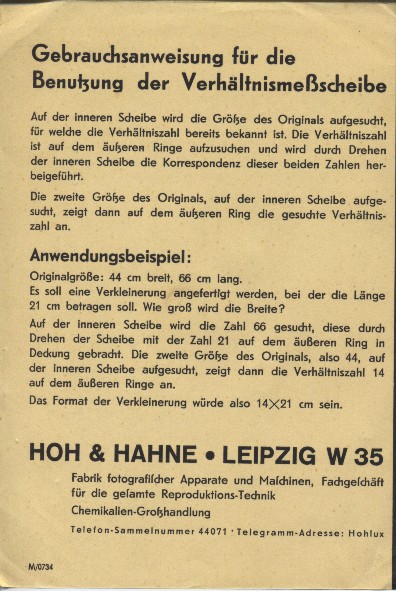 Gebrauchsanweisung für die
Benutzung der Verhältnismeßscheibe
Auf der inneren Scheibe wird die Größe des Originals aufgesucht,
für welche die Verhältniszahl bereits bekannt ist. Die Verhältniszahl
ist auf dem äußeren Ringe aufzusuchen und wird durch Drehen
der inneren Scheibe die Korrespondenz dieser beiden Zahlen her-
beigeführt.
Die zweite Größe des Originals, auf der inneren Scheibe aufge-
sucht, zeigt dann auf dem äußeren Ring die gesuchte Verhältnis-
zahl an.
Anwendungsbeispiel:
Originalgröße: 44 cm breit, 66 cm lang.
Es soll eine Verkleinerung angefertigt werden, bei der die Länge
21 cm betragen soll. Wie groß wird die Breite?
Auf der inneren Scheibe wird die Zahl 66 gesucht, diese durch
Drehen der Scheibe mit der Zahl 21 auf dem äußeren Ring in
Deckung gebracht. Die zweite Größe des Originals, also 44, auf
der inneren Scheibe aufgesucht, zeigt dann die Verhältniszahl 14
auf dem äußeren Ringe an.
Das Format der Verkleinerung würde also 14×21 cm sein.
HOH & HAHNE • LEIPZIG W 35
Fabrik fotografiſcher Apparate und Maſchinen, Fachgeſchäft
für die geſamte Reproduktions-Technik
Chemikalien-Großhandlung
Telefon-Sammelnummer 44071 · Telegramm-Adresse: Hohlux
M/0734